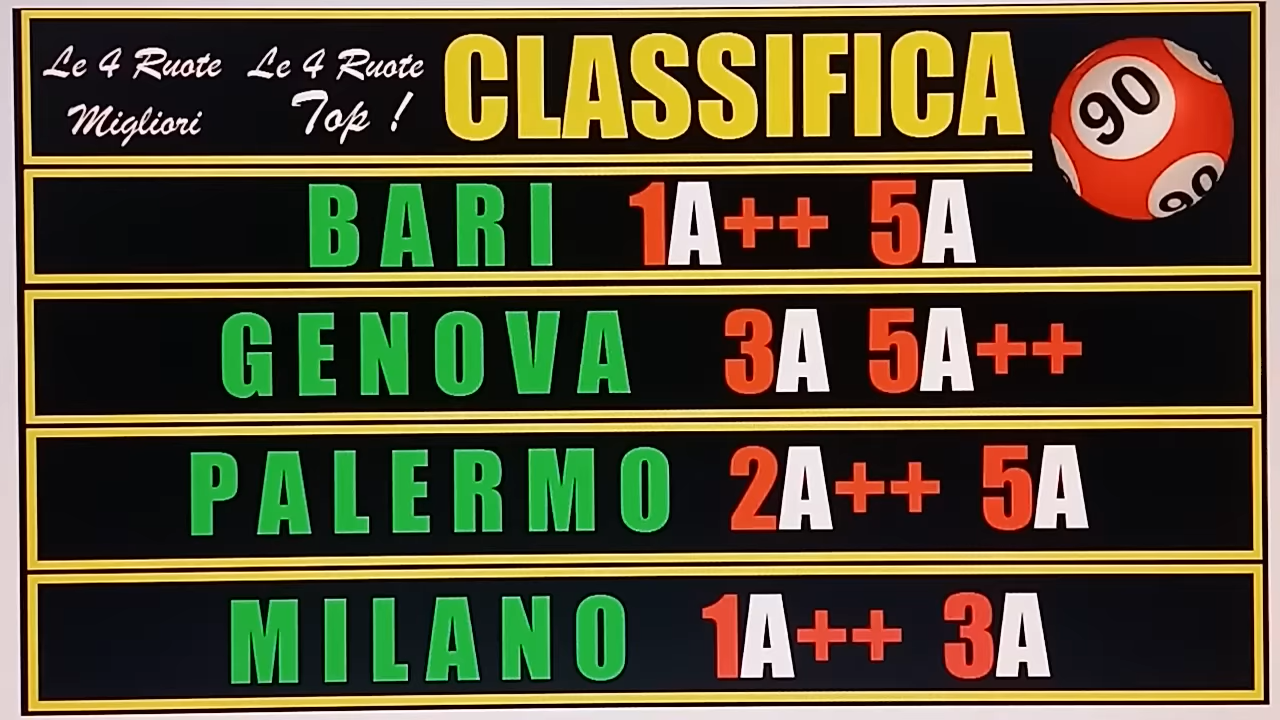 Le 4 Ruote Migliori
Le 4 Ruote Top !
CLASSIFICA
90
90
BARI 1A++ 5A
GENOVA 3A 5A++
PALERMO 2A++ 5A
MILANO 1A++ 3A